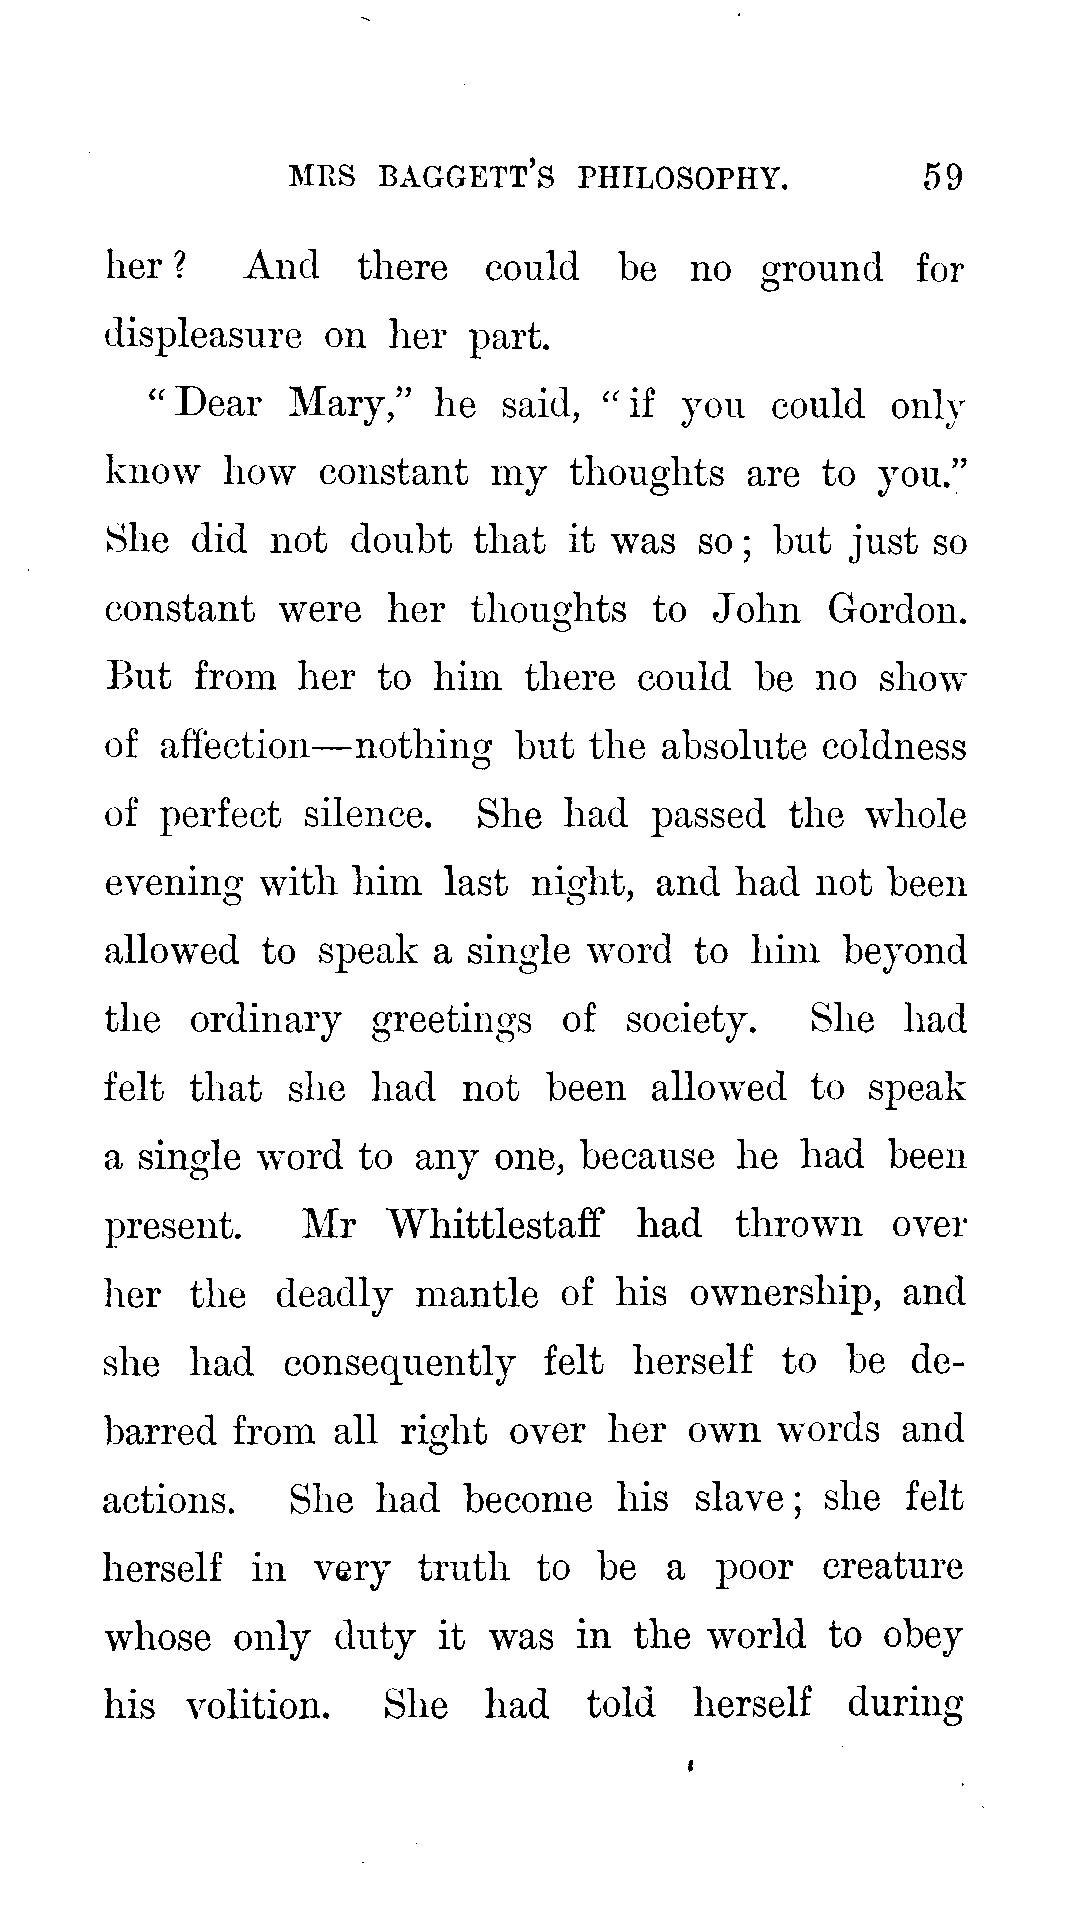 MRS BAGGETT'S PHILOSOPHY. 59
her? And there could be no ground for
displeasure on her part.
"Dear Mary," he said, "if you could only
know how constant my thoughts are to you."
She did not doubt that it was so; but just so
constant were her thoughts to John Gordon.
But from her to him there could be no show
of affection—nothing but the absolute coldness
of perfect silence. She had passed the whole
evening with him last night, and had not been
allowed to speak a single word to him beyond
the ordinary greetings of society. She had
felt that she had not been allowed to speak
a single word to any one, because he had been
present. Mr Whittlestaff had thrown over
her the deadly mantle of his ownership, and
she had consequently felt herself to be de-
barred from all right over her own words and
actions. She had become his slave; she felt
herself in very truth to be a poor creature
whose only duty it was in the world to obey
his volition. She had told herself during